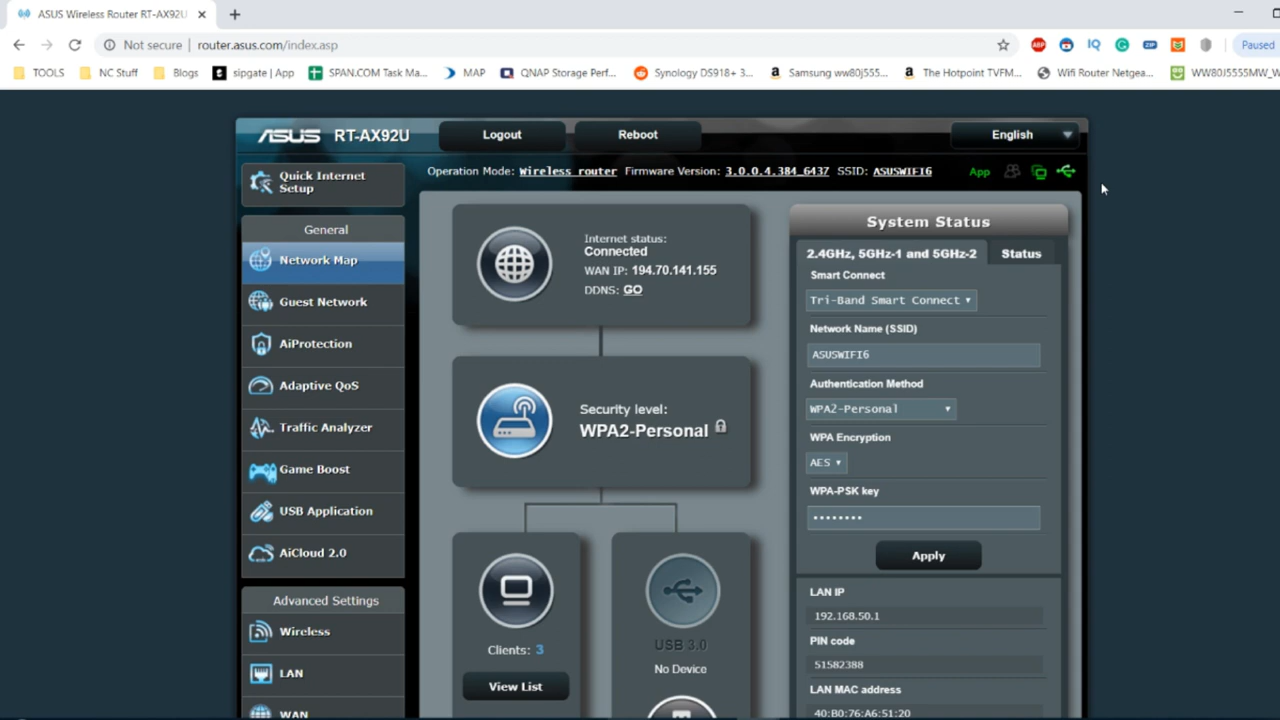 ASUS Wireless Router RT-AX92U
Not secure | router.asus.com/index.asp
ABP
IQ
ZIP
Paused
TOOLS
NC Stuff
Blogs
sipgate | App
SPAN.COM Task Ma...
MAP
QNAP Storage Perf...
Synology DS918+ 3...
Samsung ww80j555...
The Hotpoint TVFM...
Wifi Router Netgea...
WW80J5555MW_W
ASUS RT-AX92U
Logout
Reboot
English
Operation Mode: Wireless router Firmware Version: 3.0.0.4.384_6437 SSID: ASUSWIFI6
App
Quick Internet
Setup
General
Network Map
Guest Network
AiProtection
Adaptive QoS
Traffic Analyzer
Game Boost
USB Application
AiCloud 2.0
Advanced Settings
Wireless
LAN
WAN
Internet status:
Connected
WAN IP: 194.70.141.155
DDNS: GO
Security level:
WPA2-Personal
Clients: 3
View List
USB 3.0
No Device
System Status
2.4GHz, 5GHz-1 and 5GHz-2
Status
Smart Connect
Tri-Band Smart Connect
Network Name (SSID)
ASUSWIFI6
Authentication Method
WPA2-Personal
WPA Encryption
AES
WPA-PSK key
••••••••
Apply
LAN IP
192.168.50.1
PIN code
51582388
LAN MAC address
40:B0:76:A6:51:20